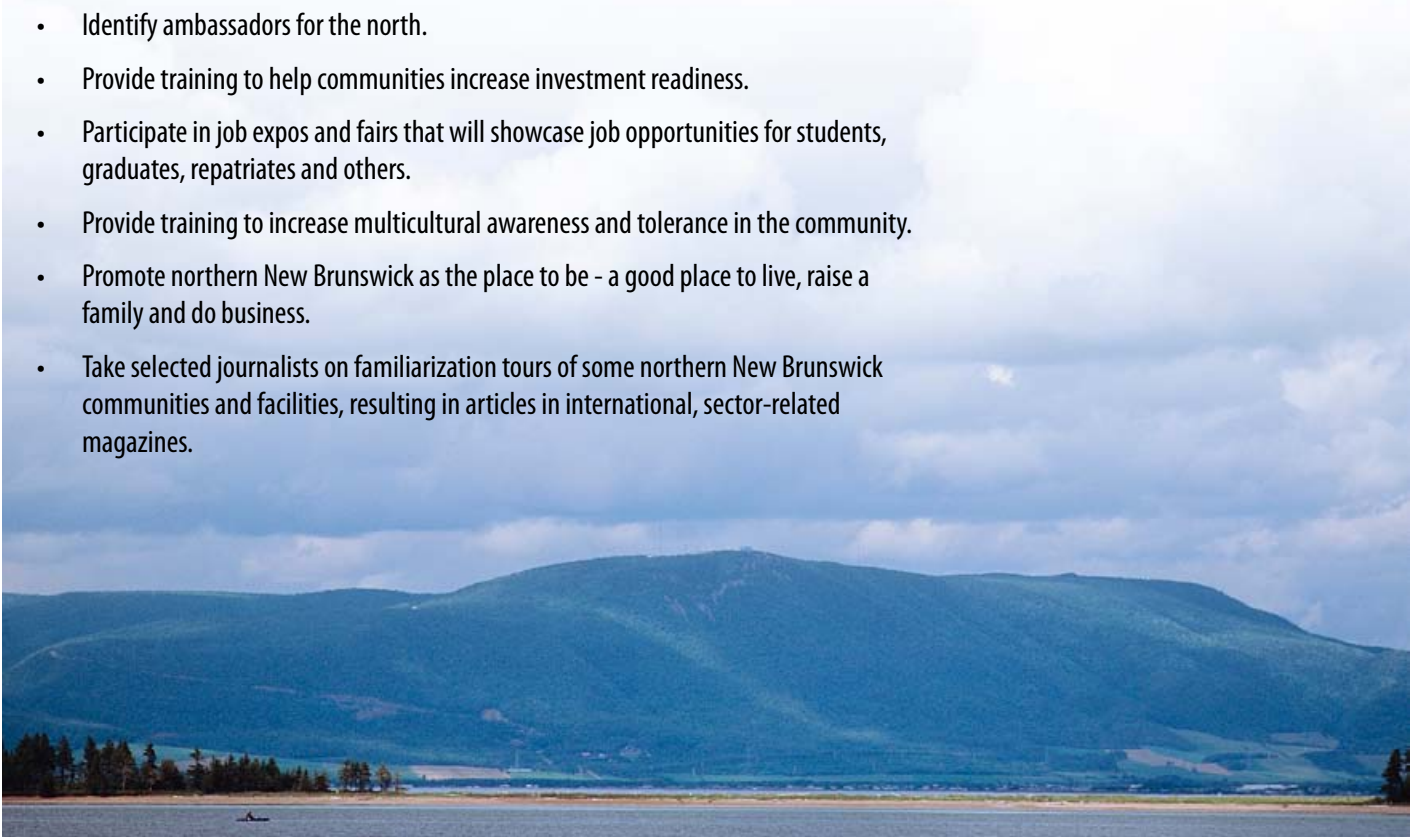 • Identify ambassadors for the north.
• Provide training to help communities increase investment readiness.
• Participate in job expos and fairs that will showcase job opportunities for students,
graduates, repatriates and others.
• Provide training to increase multicultural awareness and tolerance in the community.
• Promote northern New Brunswick as the place to be - a good place to live, raise a
family and do business.
• Take selected journalists on familiarization tours of some northern New Brunswick
communities and facilities, resulting in articles in international, sector-related
magazines.